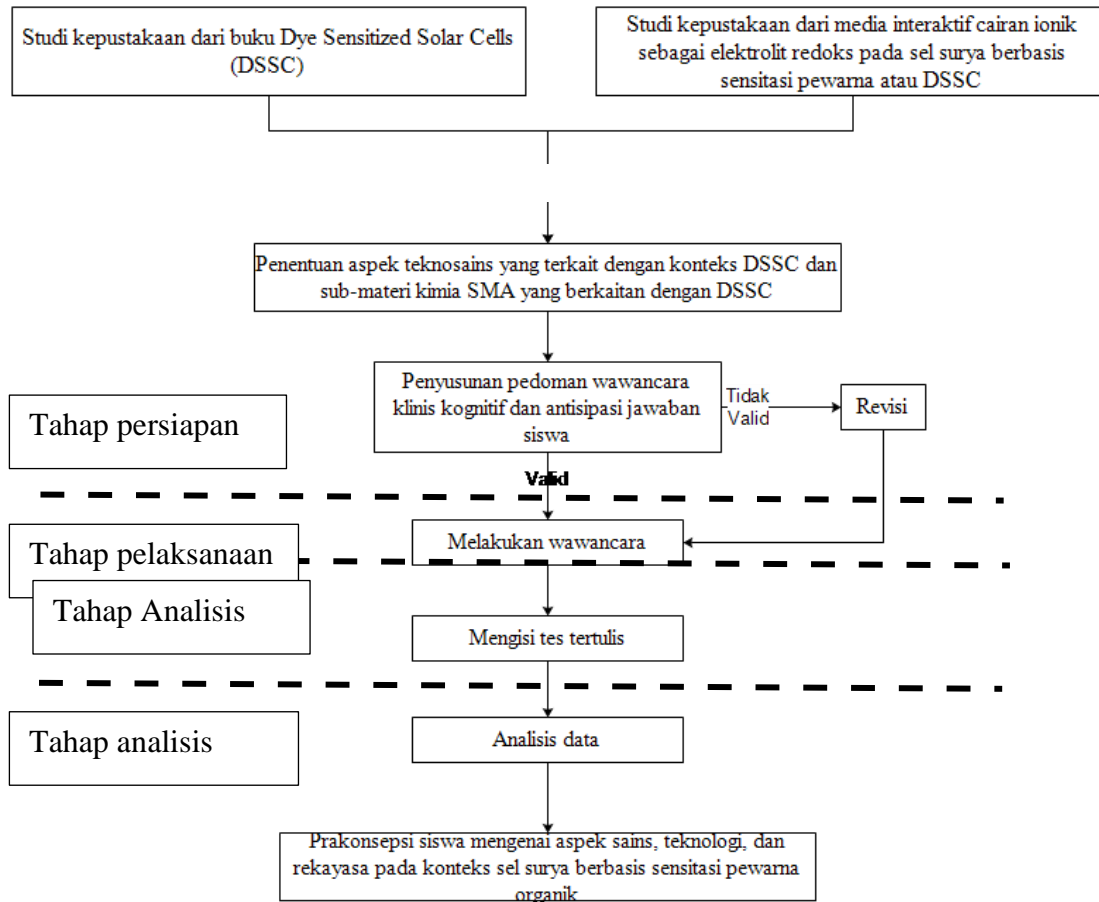 Studi kepustakaan dari buku Dye Sensitized Solar Cells
(DSSC)
Studi kepustakaan dari media interaktif cairan ionik
sebagai elektrolit redoks pada sel surya berbasis
sensitasi pewarna atau DSSC
Penentuan aspek teknosains yang terkait dengan konteks DSSC dan
sub-materi kimia SMA yang berkaitan dengan DSSC
Penyusunan pedoman wawancara
klinis kognitif dan antisipasi jawaban
siswa
Tidak
Valid
Revisi
Tahap persiapan
Valid
Melakukan wawancara
Tahap pelaksanaan
Tahap Analisis
Mengisi tes tertulis
Tahap analisis
Analisis data
Prakonsepsi siswa mengenai aspek sains, teknologi, dan
rekayasa pada konteks sel surya berbasis sensitasi pewarna
organik